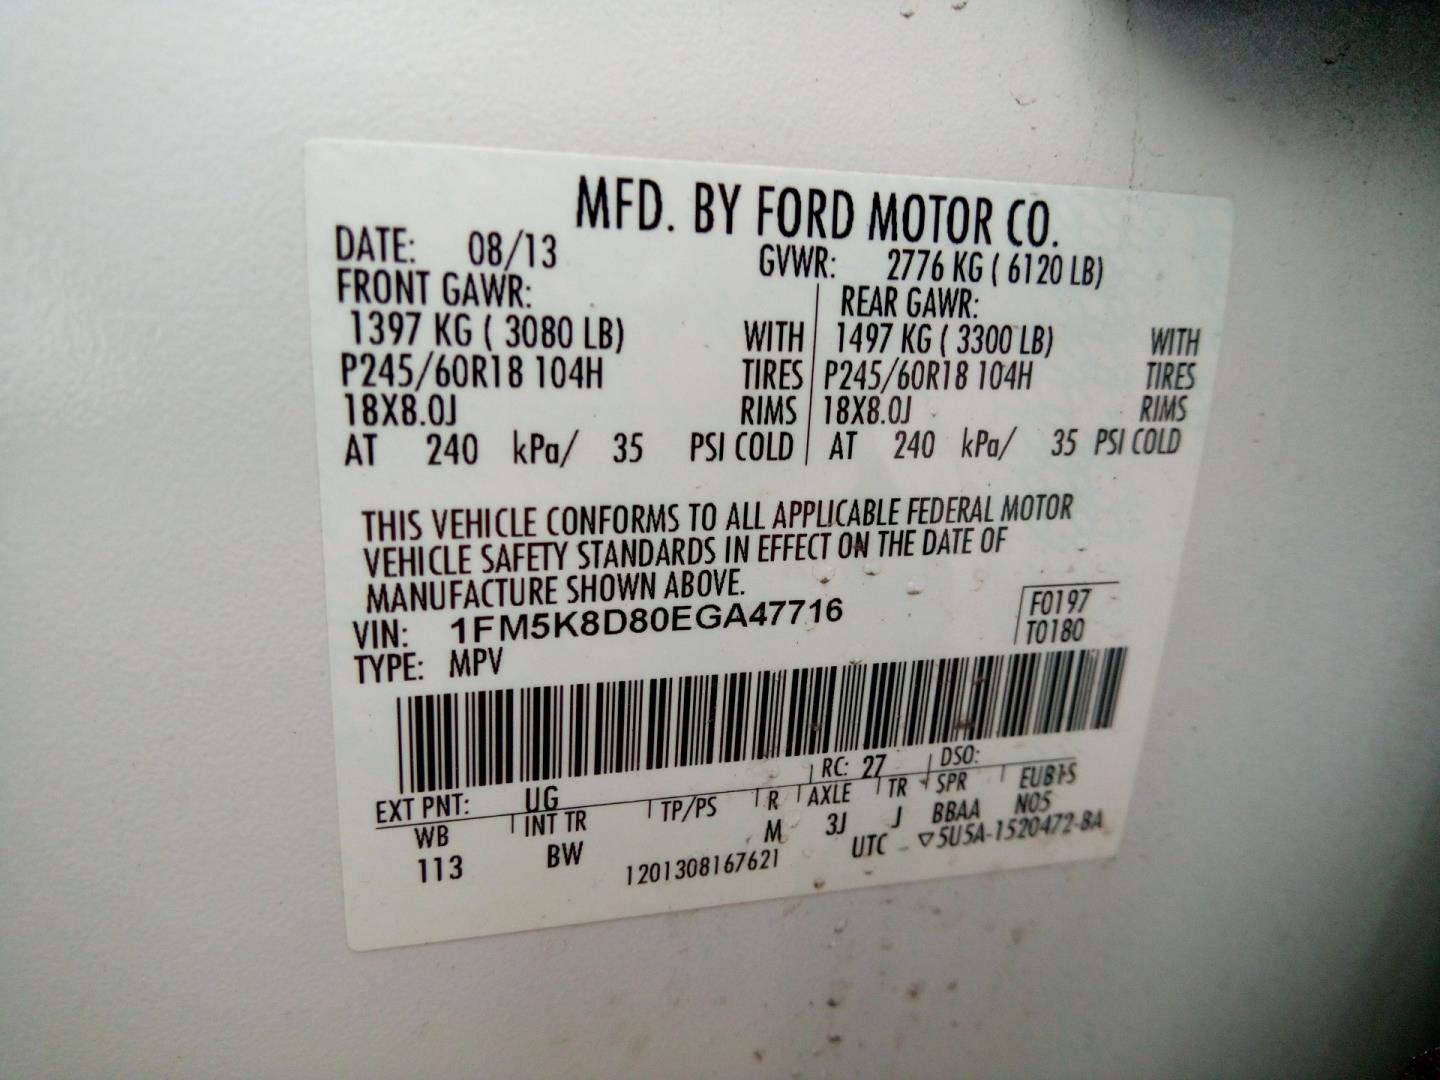 MFD. BY FORD MOTOR CO.
DATE: 08/13 GVWR: 2776 KG ( 6120 LB)
FRONT GAWR: REAR GAWR:
1397 KG ( 3080 LB) WITH 1497 KG ( 3300 LB) WITH
P245/60R18 104H TIRES P245/60R18 104H TIRES
18X8.0J RIMS 18X8.0J RIMS
AT 240 kPa/ 35 PSI COLD AT 240 kPa/ 35 PSI COLD
THIS VEHICLE CONFORMS TO ALL APPLICABLE FEDERAL MOTOR
VEHICLE SAFETY STANDARDS IN EFFECT ON THE DATE OF
MANUFACTURE SHOWN ABOVE.
VIN: 1FM5K8D80EGA47716 F0197
TYPE: MPV T0180
EXT PNT: UG RC: 27 DSO:
WB INT TR TP/PS R AXLE TR SPR EUB15
113 BW M 3J J BBAA N05
1201308167621 UTC ▽5U5A-1520472-BA